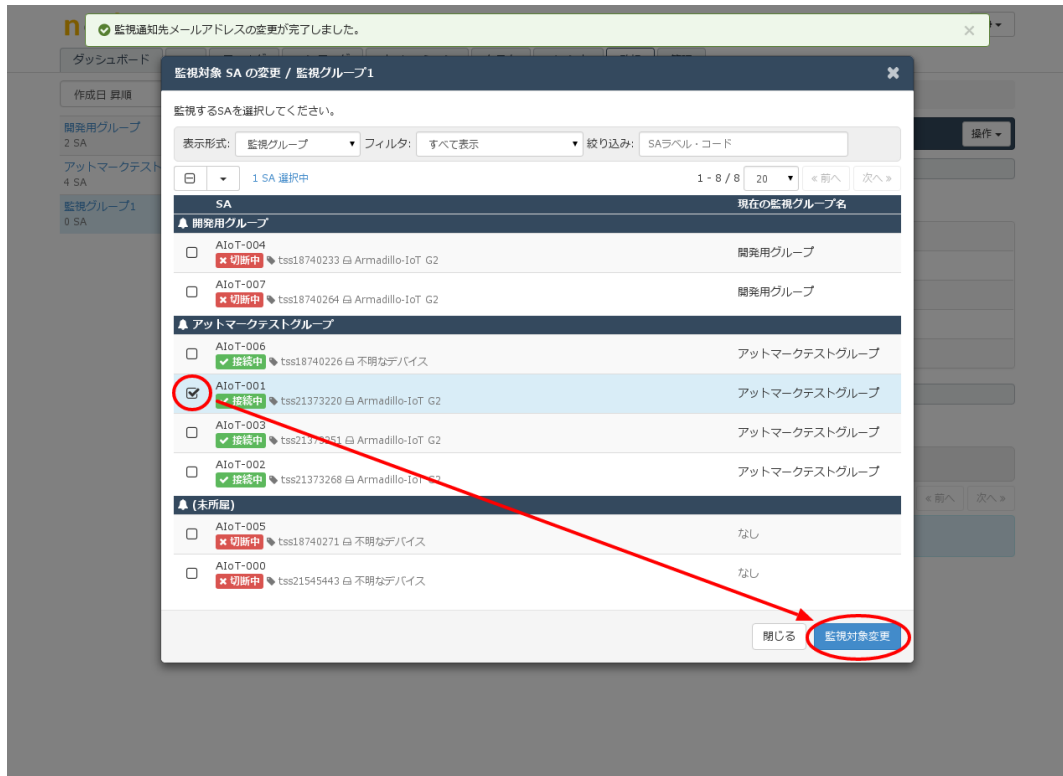 n
監視通知先メールアドレスの変更が完了しました。
ダッシュボード
作成日 昇順
開発用グループ
2 SA
アットマークテスト
4 SA
監視グループ1
0 SA
操作
監視対象 SA の変更 / 監視グループ1
監視するSAを選択してください。
表示形式: 監視グループ フィルタ: すべて表示 絞り込み: SAラベル・コード
1 SA 選択中 1 - 8 / 8 20 «前へ 次へ»
SA 現在の監視グループ名
開発用グループ
AIoT-004
切断中 tss18740233 Armadillo-IoT G2 開発用グループ
AIoT-007
切断中 tss18740264 Armadillo-IoT G2 開発用グループ
アットマークテストグループ
AIoT-006
接続中 tss18740226 不明なデバイス アットマークテストグループ
AIoT-001
接続中 tss21373220 Armadillo-IoT G2 アットマークテストグループ
AIoT-003
接続中 tss21373251 Armadillo-IoT G2 アットマークテストグループ
AIoT-002
接続中 tss21373268 Armadillo-IoT G2 アットマークテストグループ
(未所屈)
AIoT-005
切断中 tss18740271 不明なデバイス なし
AIoT-000
切断中 tss21545443 不明なデバイス なし
«前へ 次へ»
閉じる 監視対象変更